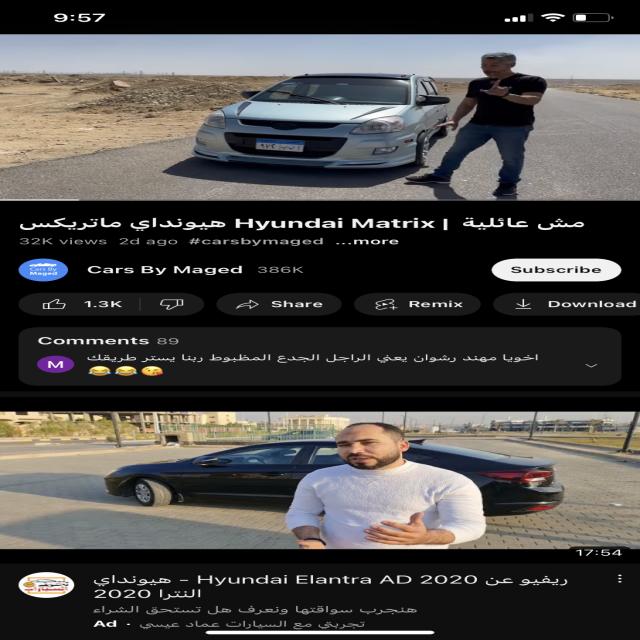 9:57
هيونداي ماتريكس Hyundai Matrix | مش عائلية
32K views 2d ago #carsbymaged ...more
Cars By Maged
Cars By Maged 386K
Subscribe
1.3K
Share
Remix
Download
Comments 89
M
اخويا مهند رشوان يعني الراجل الجدع المظبوط ربنا يستر طريقك
😂😂😘
17:54
ريفيو عن Hyundai Elantra AD 2020 - هيونداي
النترا 2020
هنجرب سواقتها ونعرف هل تستحق الشراء
Ad · تجربتي مع السيارات عماد عيسي